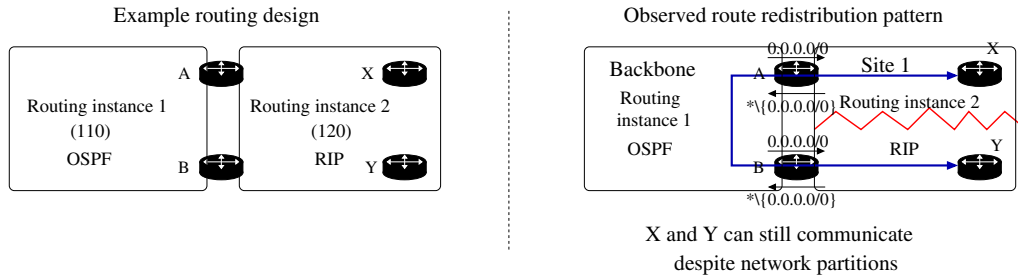 Example routing design
A
X
Routing instance 1
(110)
OSPF
Routing instance 2
(120)
RIP
B
Y
Observed route redistribution pattern
0.0.0.0/0
X
Backbone
A
Site 1
Routing
instance 1
*\{0.0.0.0/0}
Routing instance 2
OSPF
0.0.0.0/0
RIP
Y
B
*\{0.0.0.0/0}
X and Y can still communicate
despite network partitions